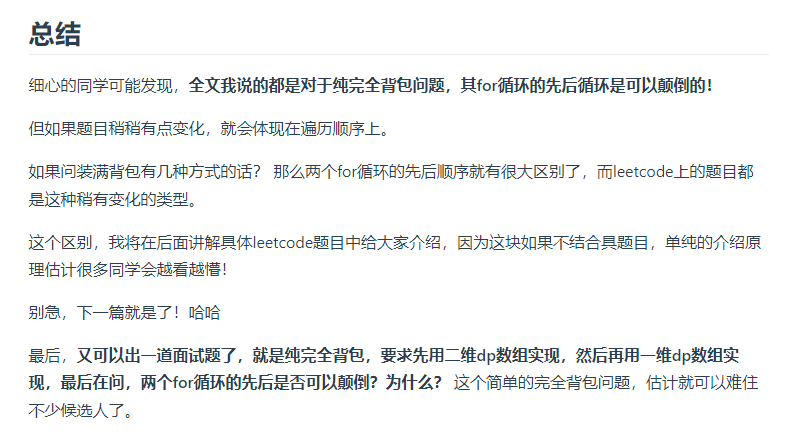 总结
细心的同学可能发现，全文我说的都是对于纯完全背包问题，其for循环的先后循环是可以颠倒的！
但如果题目稍稍有点变化，就会体现在遍历顺序上。
如果问装满背包有几种方式的话？ 那么两个for循环的先后顺序就有很大区别了，而leetcode上的题目都
是这种稍有变化的类型。
这个区别，我将在后面讲解具体leetcode题目中给大家介绍，因为这块如果不结合具题目，单纯的介绍原
理估计很多同学会越看越懵！
别急，下一篇就是了！哈哈
最后，又可以出一道面试题了，就是纯完全背包，要求先用二维dp数组实现，然后再用一维dp数组实
现，最后在问，两个for循环的先后是否可以颠倒？为什么？ 这个简单的完全背包问题，估计就可以难住
不少候选人了。